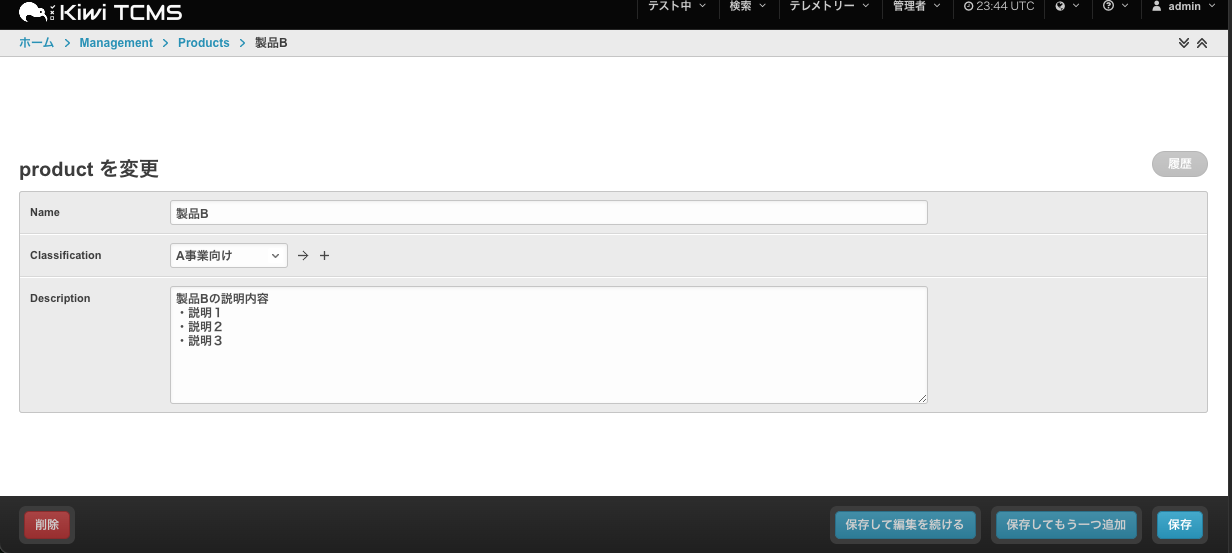 Kiwi TCMS
テスト中 検索 テレメトリー 管理者 23:44 UTC admin
ホーム > Management > Products > 製品B
product を変更
履歴
Name 製品B
Classification A事業向け
Description 製品Bの説明内容
・説明１
・説明２
・説明３
削除 保存して編集を続ける 保存してもう一つ追加 保存